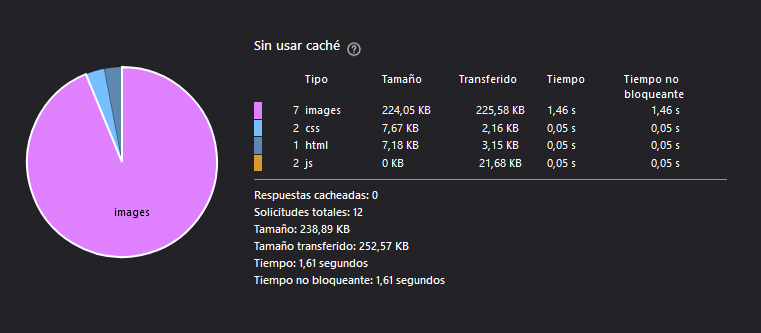 Sin usar caché ?
Tipo Tamaño Transferido Tiempo Tiempo no bloqueante
7 images 224,05 KB 225,58 KB 1,46 s 1,46 s
2 css 7,67 KB 2,16 KB 0,05 s 0,05 s
1 html 7,18 KB 3,15 KB 0,05 s 0,05 s
2 js 0 KB 21,68 KB 0,05 s 0,05 s
images
Respuestas cacheadas: 0
Solicitudes totales: 12
Tamaño: 238,89 KB
Tamaño transferido: 252,57 KB
Tiempo: 1,61 segundos
Tiempo no bloqueante: 1,61 segundos